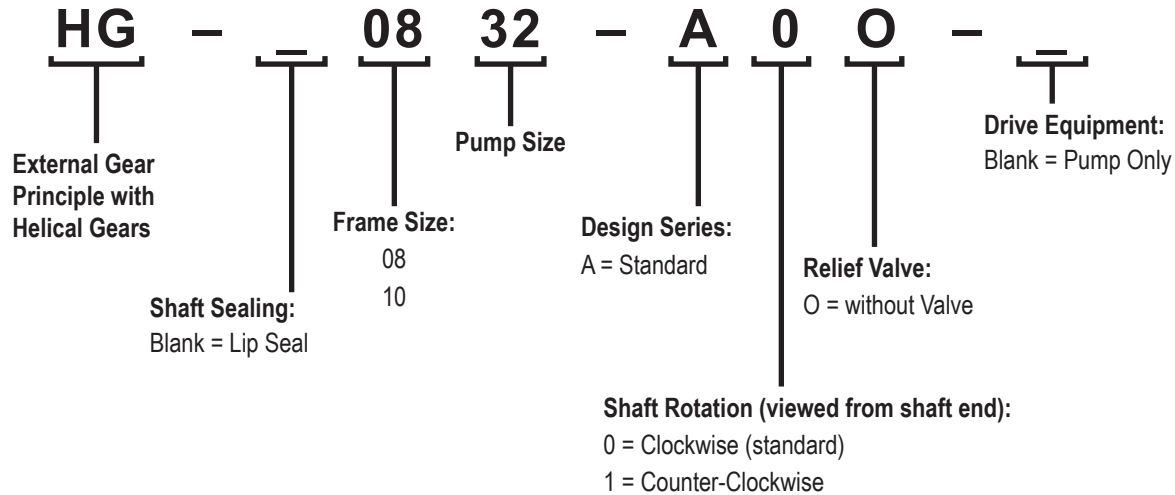 HG – _ 08 32 – A 0 O – _
External Gear
Principle with
Helical Gears
Shaft Sealing:
Blank = Lip Seal
Frame Size:
08
10
Pump Size
Design Series:
A = Standard
Shaft Rotation (viewed from shaft end):
0 = Clockwise (standard)
1 = Counter-Clockwise
Relief Valve:
O = without Valve
Drive Equipment:
Blank = Pump Only